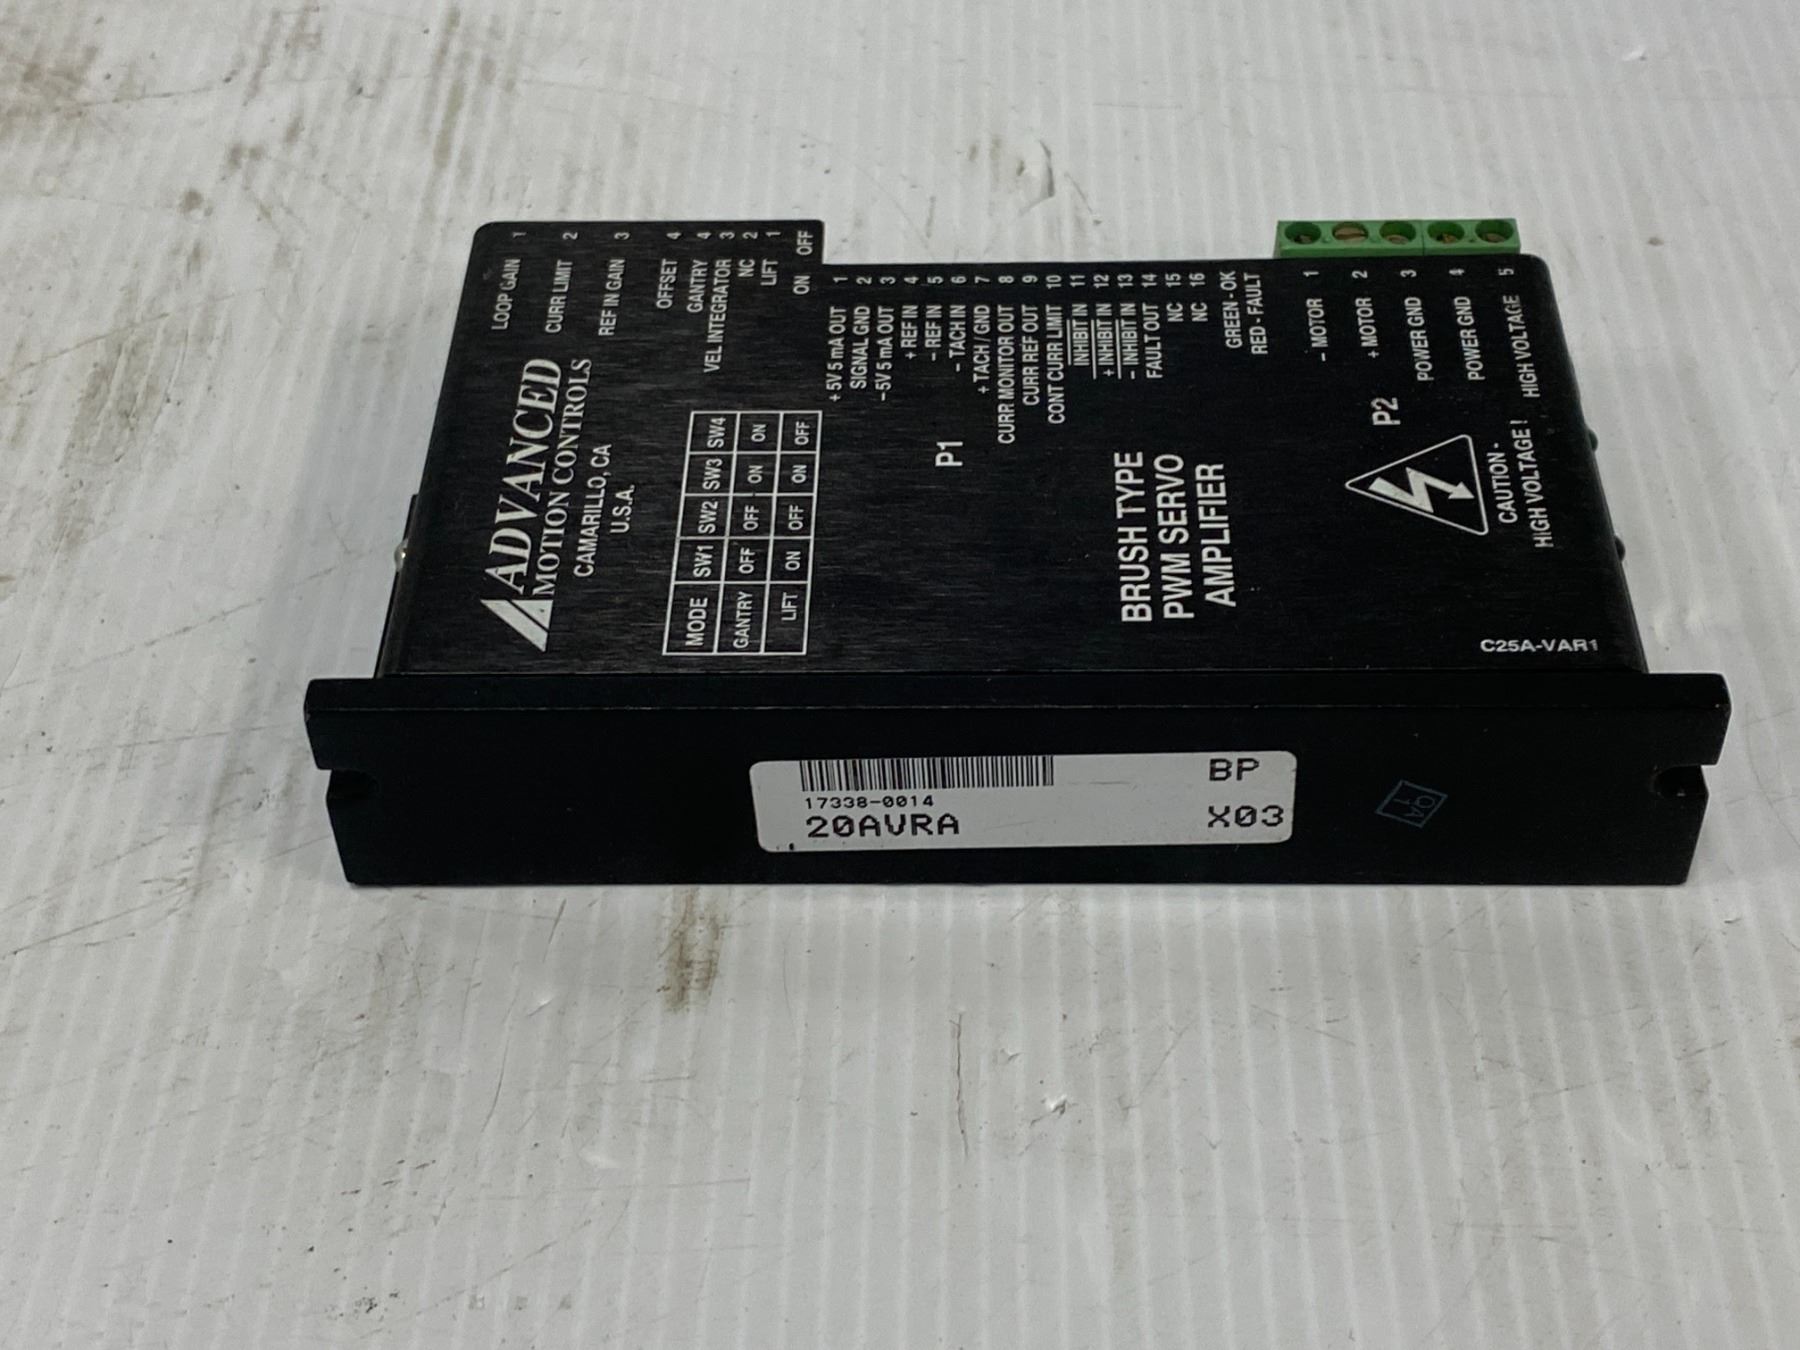 ADVANCED
MOTION CONTROLS
CAMARILLO, CA
U.S.A.
LOOP GAIN 1
CURR LIMIT 2
REF IN GAIN 3
OFFSET 4
GANTRY 4
VEL INTEGRATOR 3
NC 2
LIFT 1
ON OFF
MODE SW1 SW2 SW3 SW4
GANTRY OFF OFF ON ON
LIFT ON OFF ON OFF
P1
+5V 5 mA OUT 1
SIGNAL GND 2
-5V 5 mA OUT 3
+ REF IN 4
- REF IN 5
- TACH IN 6
+ TACH / GND 7
CURR MONITOR OUT 8
CURR REF OUT 9
CONT CURR LIMIT 10
INHIBIT IN 11
+ INHIBIT IN 12
- INHIBIT IN 13
FAULT OUT 14
NC 15
NC 16
GREEN - OK
RED - FAULT
BRUSH TYPE
PWM SERVO
AMPLIFIER
P2
- MOTOR 1
+ MOTOR 2
POWER GND 3
POWER GND 4
HIGH VOLTAGE 5
CAUTION -
HIGH VOLTAGE !
C25A-VAR1
17338-0014
20AVRA
BP
X03
QA
1